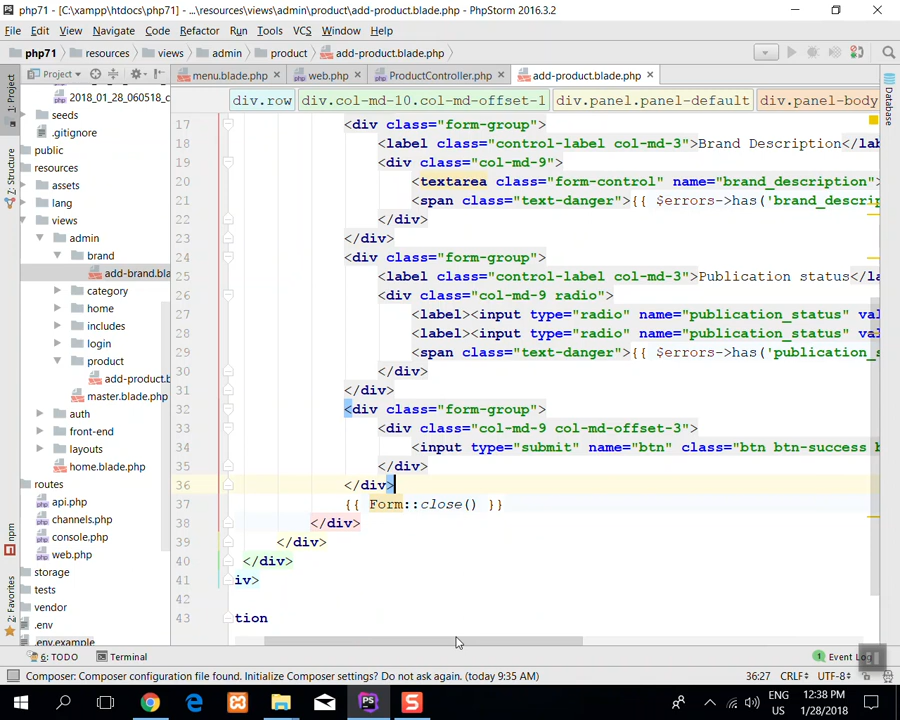 php71 - [C:\xampp\htdocs\php71] - ...\resources\views\admin\product\add-product.blade.php - PhpStorm 2016.3.2
File Edit View Navigate Code Refactor Run Tools VCS Window Help
php71 resources views admin product add-product.blade.php
Project menu.blade.php web.php ProductController.php add-product.blade.php
div.row div.col-md-10.col-md-offset-1 div.panel.panel-default div.panel-body
1: Project
Z: Structure
npm
2: Favorites
Database
2018_01_28_060518_c
seeds
.gitignore
public
resources
assets
lang
views
admin
brand
add-brand.bla
category
home
includes
login
product
add-product.b
master.blade.php
auth
front-end
layouts
home.blade.php
routes
api.php
channels.php
console.php
web.php
storage
tests
vendor
.env
.env.example
17 <div class="form-group">
18 <label class="control-label col-md-3">Brand Description</lab
19 <div class="col-md-9">
20 <textarea class="form-control" name="brand_description">
21 <span class="text-danger">{{ $errors->has('brand_descrip
22 </div>
23 </div>
24 <div class="form-group">
25 <label class="control-label col-md-3">Publication status</la
26 <div class="col-md-9 radio">
27 <label><input type="radio" name="publication_status" val
28 <label><input type="radio" name="publication_status" val
29 <span class="text-danger">{{ $errors->has('publication_s
30 </div>
31 </div>
32 <div class="form-group">
33 <div class="col-md-9 col-md-offset-3">
34 <input type="submit" name="btn" class="btn btn-success b
35 </div>
36 </div>
37 {{ Form::close() }}
38 </div>
39 </div>
40 </div>
41 iv>
42
43 tion
6: TODO Terminal 1 Event Log
Composer: Composer configuration file found. Initialize Composer settings? Do not ask again. (today 9:35 AM) 36:27 CRLF UTF-8
ENG 12:38 PM
US 1/28/2018